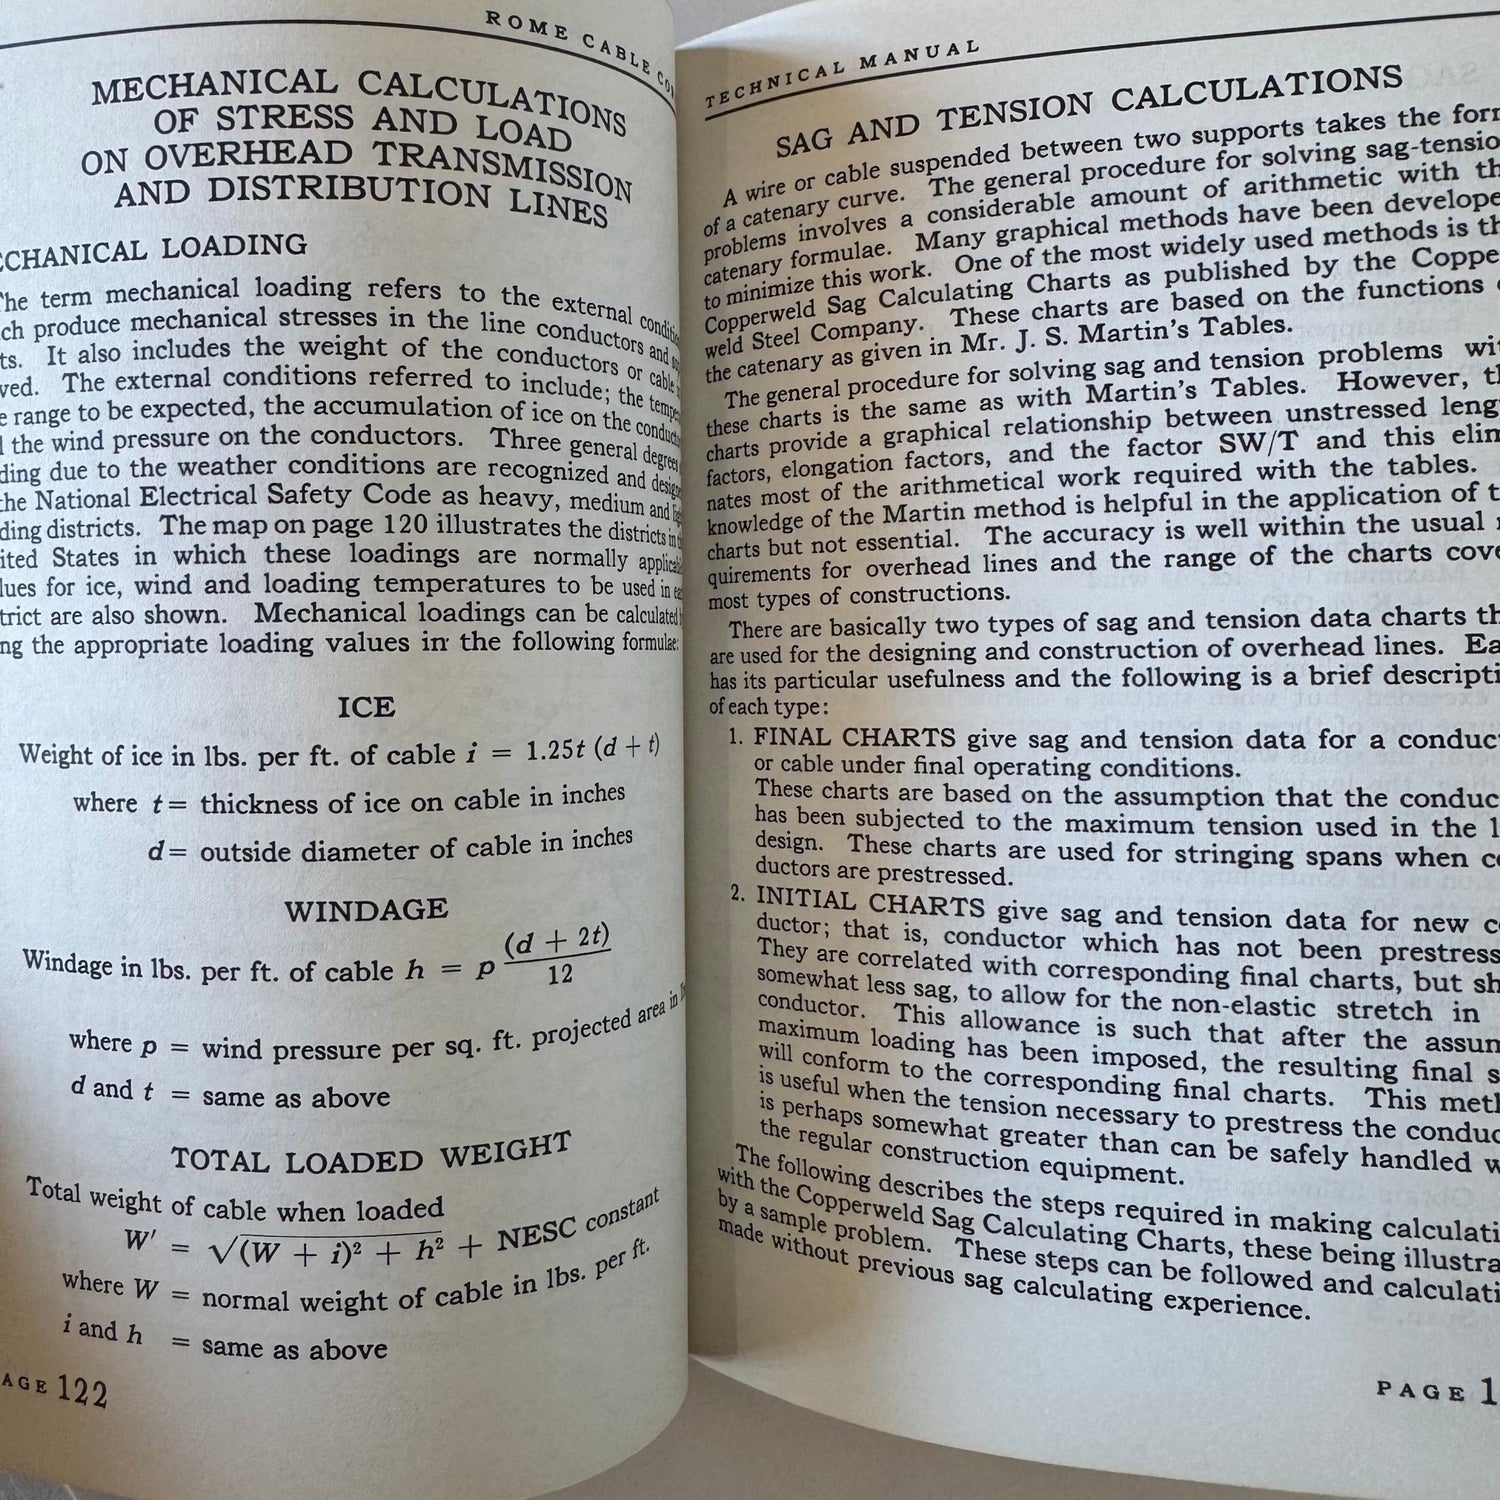 ROME CABLE
MECHANICAL CALCULATIONS
OF STRESS AND LOAD
ON OVERHEAD TRANSMISSION
AND DISTRIBUTION LINES
CHANICAL LOADING
The term mechanical loading refers to the external
ch produce mechanical stresses in the line conductors and
ts. It also includes the weight of the conductors or cable
ved. The external conditions referred to include; the
e range to be expected, the accumulation of ice on the
the wind pressure on the conductors. Three general degrees
ding due to the weather conditions are recognized and
the National Electrical Safety Code as heavy, medium and
ding districts. The map on page 120 illustrates the districts in
ited States in which these loadings are normally
lues for ice, wind and loading temperatures to be used in
trict are also shown. Mechanical loadings can be calculated
ng the appropriate loading values in the following formulae:
ICE
Weight of ice in lbs. per ft. of cable i = 1.25t (d + t)
where t = thickness of ice on cable in inches
d = outside diameter of cable in inches
WINDAGE
Windage in lbs. per ft. of cable h = p (d + 2t) / 12
where p = wind pressure per sq. ft. projected area in
d and t = same as above
TOTAL LOADED WEIGHT
Total weight of cable when loaded
W' = √(W + i)² + h² + NESC constant
where W = normal weight of cable in lbs. per ft.
i and h = same as above
AGE 122
TECHNICAL MANUAL
SAG AND TENSION CALCULATIONS
A wire or cable suspended between two supports takes the form
of a catenary curve. The general procedure for solving sag-tensio
problems involves a considerable amount of arithmetic with th
catenary formulae. Many graphical methods have been develope
to minimize this work. One of the most widely used methods is th
Copperweld Sag Calculating Charts as published by the Copper
weld Steel Company. These charts are based on the functions
the catenary as given in Mr. J. S. Martin's Tables.
The general procedure for solving sag and tension problems wit
these charts is the same as with Martin's Tables. However, th
charts provide a graphical relationship between unstressed leng
factors, elongation factors, and the factor SW/T and this elim
nates most of the arithmetical work required with the tables.
knowledge of the Martin method is helpful in the application of t
charts but not essential. The accuracy is well within the usual r
quirements for overhead lines and the range of the charts cove
most types of constructions.
There are basically two types of sag and tension data charts th
are used for the designing and construction of overhead lines. Ea
has its particular usefulness and the following is a brief descripti
of each type:
1. FINAL CHARTS give sag and tension data for a conduc
or cable under final operating conditions.
These charts are based on the assumption that the conduc
has been subjected to the maximum tension used in the l
design. These charts are used for stringing spans when co
ductors are prestressed.
2. INITIAL CHARTS give sag and tension data for new co
ductor; that is, conductor which has not been prestress
They are correlated with corresponding final charts, but sh
somewhat less sag, to allow for the non-elastic stretch in
conductor. This allowance is such that after the assum
maximum loading has been imposed, the resulting final s
will conform to the corresponding final charts. This meth
is useful when the tension necessary to prestress the conduc
is perhaps somewhat greater than can be safely handled w
the regular construction equipment.
The following describes the steps required in making calculati
with the Copperweld Sag Calculating Charts, these being illustra
by a sample problem. These steps can be followed and calculati
made without previous sag calculating experience.
PAGE 1